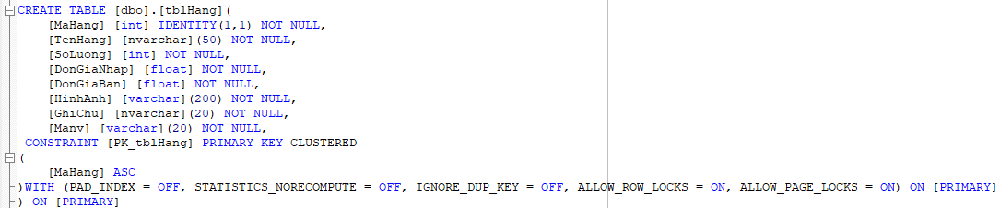 CREATE TABLE [dbo].[tblHang](
    [MaHang] [int] IDENTITY(1,1) NOT NULL,
    [TenHang] [nvarchar](50) NOT NULL,
    [SoLuong] [int] NOT NULL,
    [DonGiaNhap] [float] NOT NULL,
    [DonGiaBan] [float] NOT NULL,
    [HinhAnh] [varchar](200) NOT NULL,
    [GhiChu] [nvarchar](20) NOT NULL,
    [Manv] [varchar](20) NOT NULL,
 CONSTRAINT [PK_tblHang] PRIMARY KEY CLUSTERED
(
    [MaHang] ASC
)WITH (PAD_INDEX = OFF, STATISTICS_NORECOMPUTE = OFF, IGNORE_DUP_KEY = OFF, ALLOW_ROW_LOCKS = ON, ALLOW_PAGE_LOCKS = ON) ON [PRIMARY]
) ON [PRIMARY]